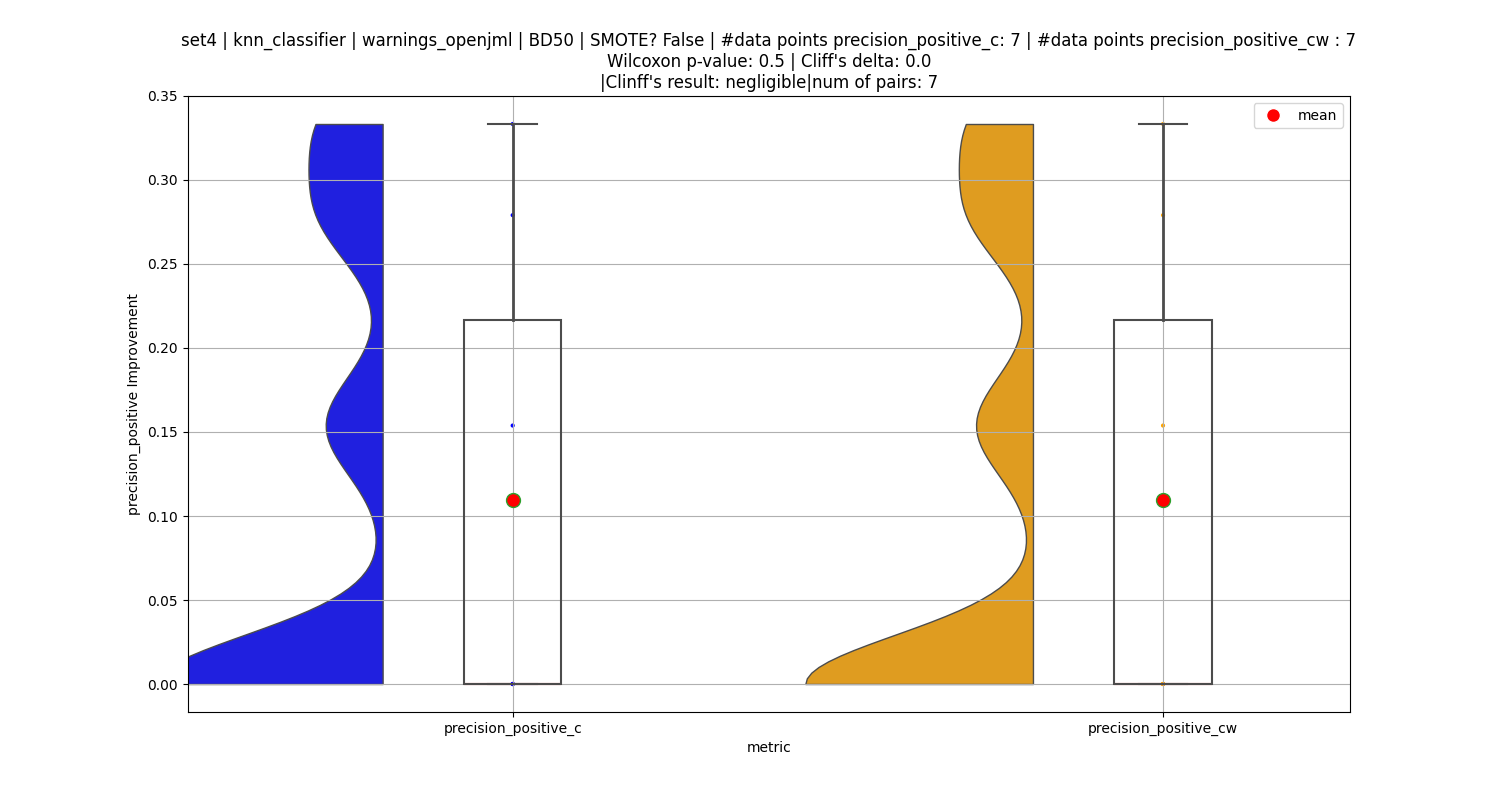 set4 | knn_classifier | warnings_openjml | BD50 | SMOTE? False | #data points precision_positive_c: 7 | #data points precision_positive_cw : 7
Wilcoxon p-value: 0.5 | Cliff's delta: 0.0
|Clinff's result: negligible|num of pairs: 7
mean
0.35
0.30
0.25
0.20
0.15
0.10
0.05
0.00
precision_positive Improvement
precision_positive_c
precision_positive_cw
metric